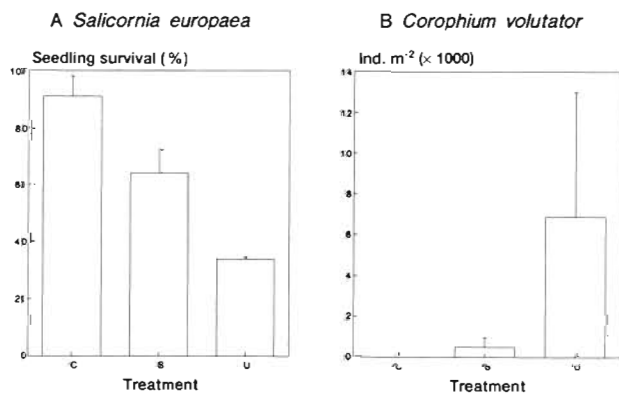 A Salicornia europaea
Seedling survival (%)
80
60
40
0
C S U
Treatment
B Corophium volutator
Ind. m⁻² (× 1000)
14
12
10
8
6
4
2
0
Treatment